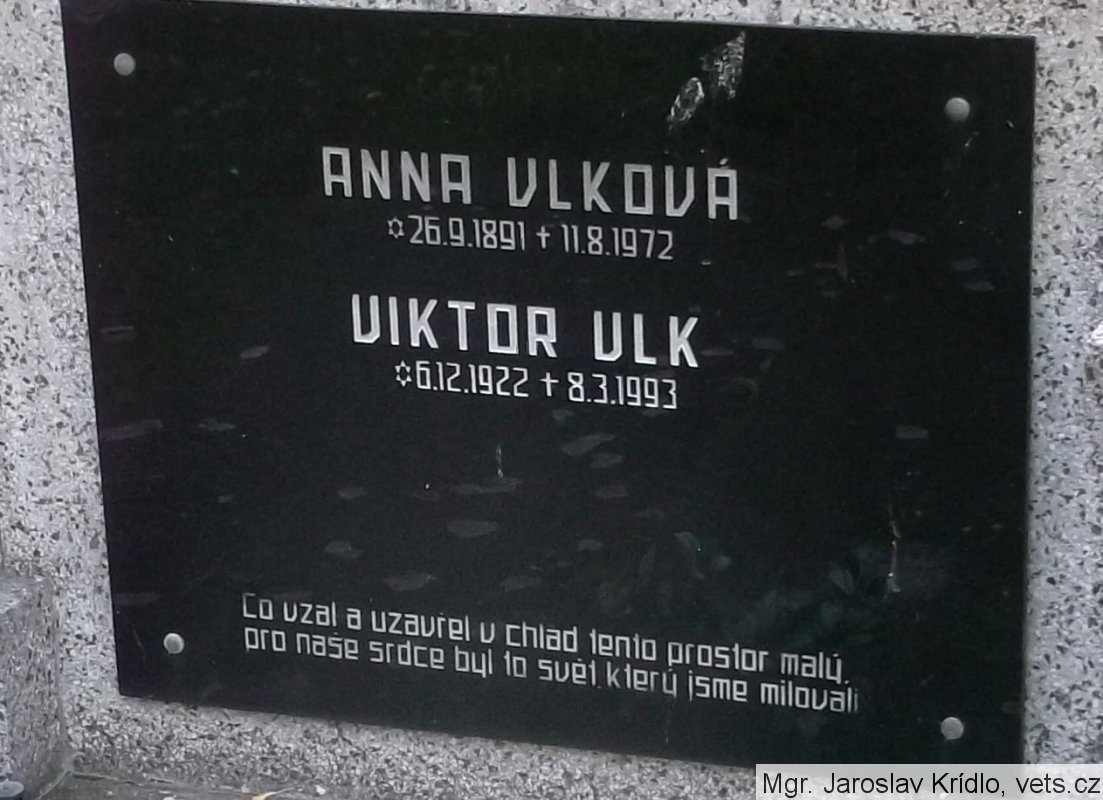 ANNA VLKOVÁ
✡26.9.1891 † 11.8.1972
VIKTOR VLK
✡6.12.1922 † 8.3.1993
Co vzal a uzavřel v chlad tento prostor malý,
pro naše srdce byl to svět, který jsme milovali
Mgr. Jaroslav Krídlo, vets.cz